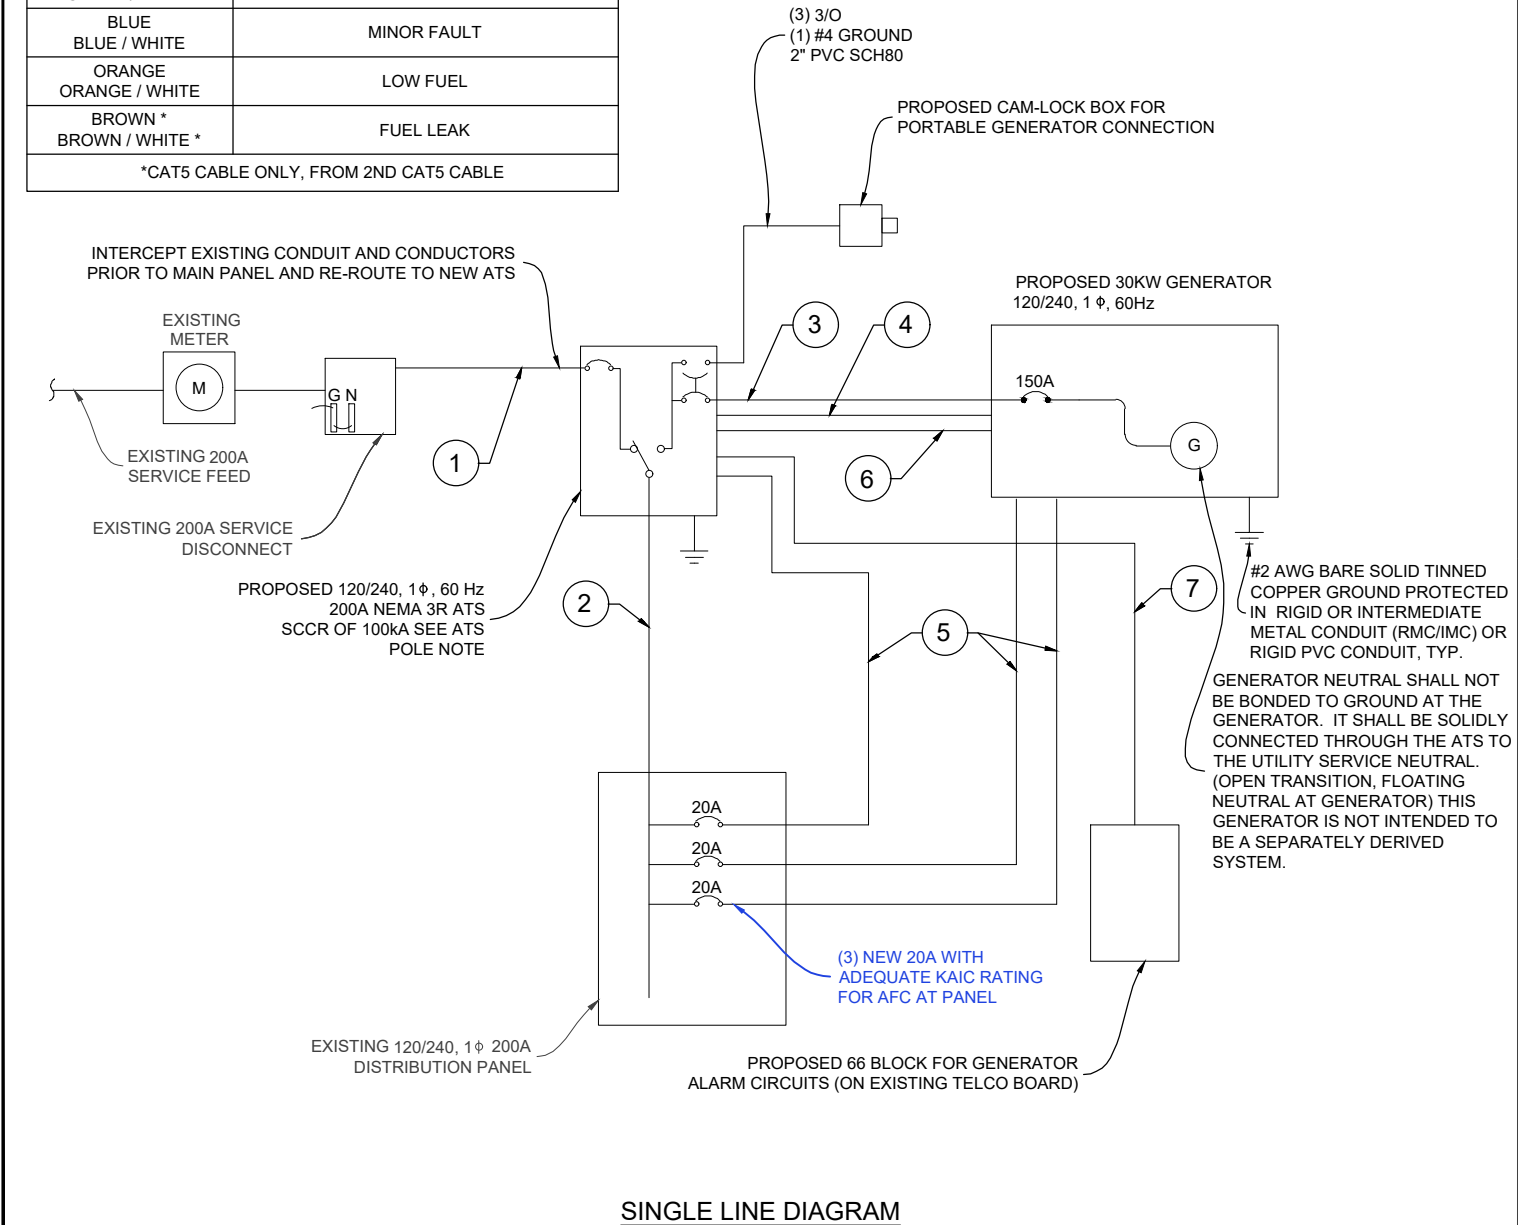 BLUE
BLUE / WHITE
MINOR FAULT
ORANGE
ORANGE / WHITE
LOW FUEL
BROWN *
BROWN / WHITE *
FUEL LEAK
*CAT5 CABLE ONLY, FROM 2ND CAT5 CABLE
(3) 3/O
(1) #4 GROUND
2" PVC SCH80
PROPOSED CAM-LOCK BOX FOR
PORTABLE GENERATOR CONNECTION
INTERCEPT EXISTING CONDUIT AND CONDUCTORS
PRIOR TO MAIN PANEL AND RE-ROUTE TO NEW ATS
PROPOSED 30KW GENERATOR
120/240, 1 ϕ, 60Hz
EXISTING
METER
M
G N
EXISTING 200A
SERVICE FEED
EXISTING 200A SERVICE
DISCONNECT
1
3
4
6
150A
G
PROPOSED 120/240, 1ϕ, 60 Hz
200A NEMA 3R ATS
SCCR OF 100kA SEE ATS
POLE NOTE
2
5
7
#2 AWG BARE SOLID TINNED
COPPER GROUND PROTECTED
IN RIGID OR INTERMEDIATE
METAL CONDUIT (RMC/IMC) OR
RIGID PVC CONDUIT, TYP.
GENERATOR NEUTRAL SHALL NOT
BE BONDED TO GROUND AT THE
GENERATOR. IT SHALL BE SOLIDLY
CONNECTED THROUGH THE ATS TO
THE UTILITY SERVICE NEUTRAL.
(OPEN TRANSITION, FLOATING
NEUTRAL AT GENERATOR) THIS
GENERATOR IS NOT INTENDED TO
BE A SEPARATELY DERIVED
SYSTEM.
20A
20A
20A
(3) NEW 20A WITH
ADEQUATE KAIC RATING
FOR AFC AT PANEL
EXISTING 120/240, 1ϕ 200A
DISTRIBUTION PANEL
PROPOSED 66 BLOCK FOR GENERATOR
ALARM CIRCUITS (ON EXISTING TELCO BOARD)
SINGLE LINE DIAGRAM